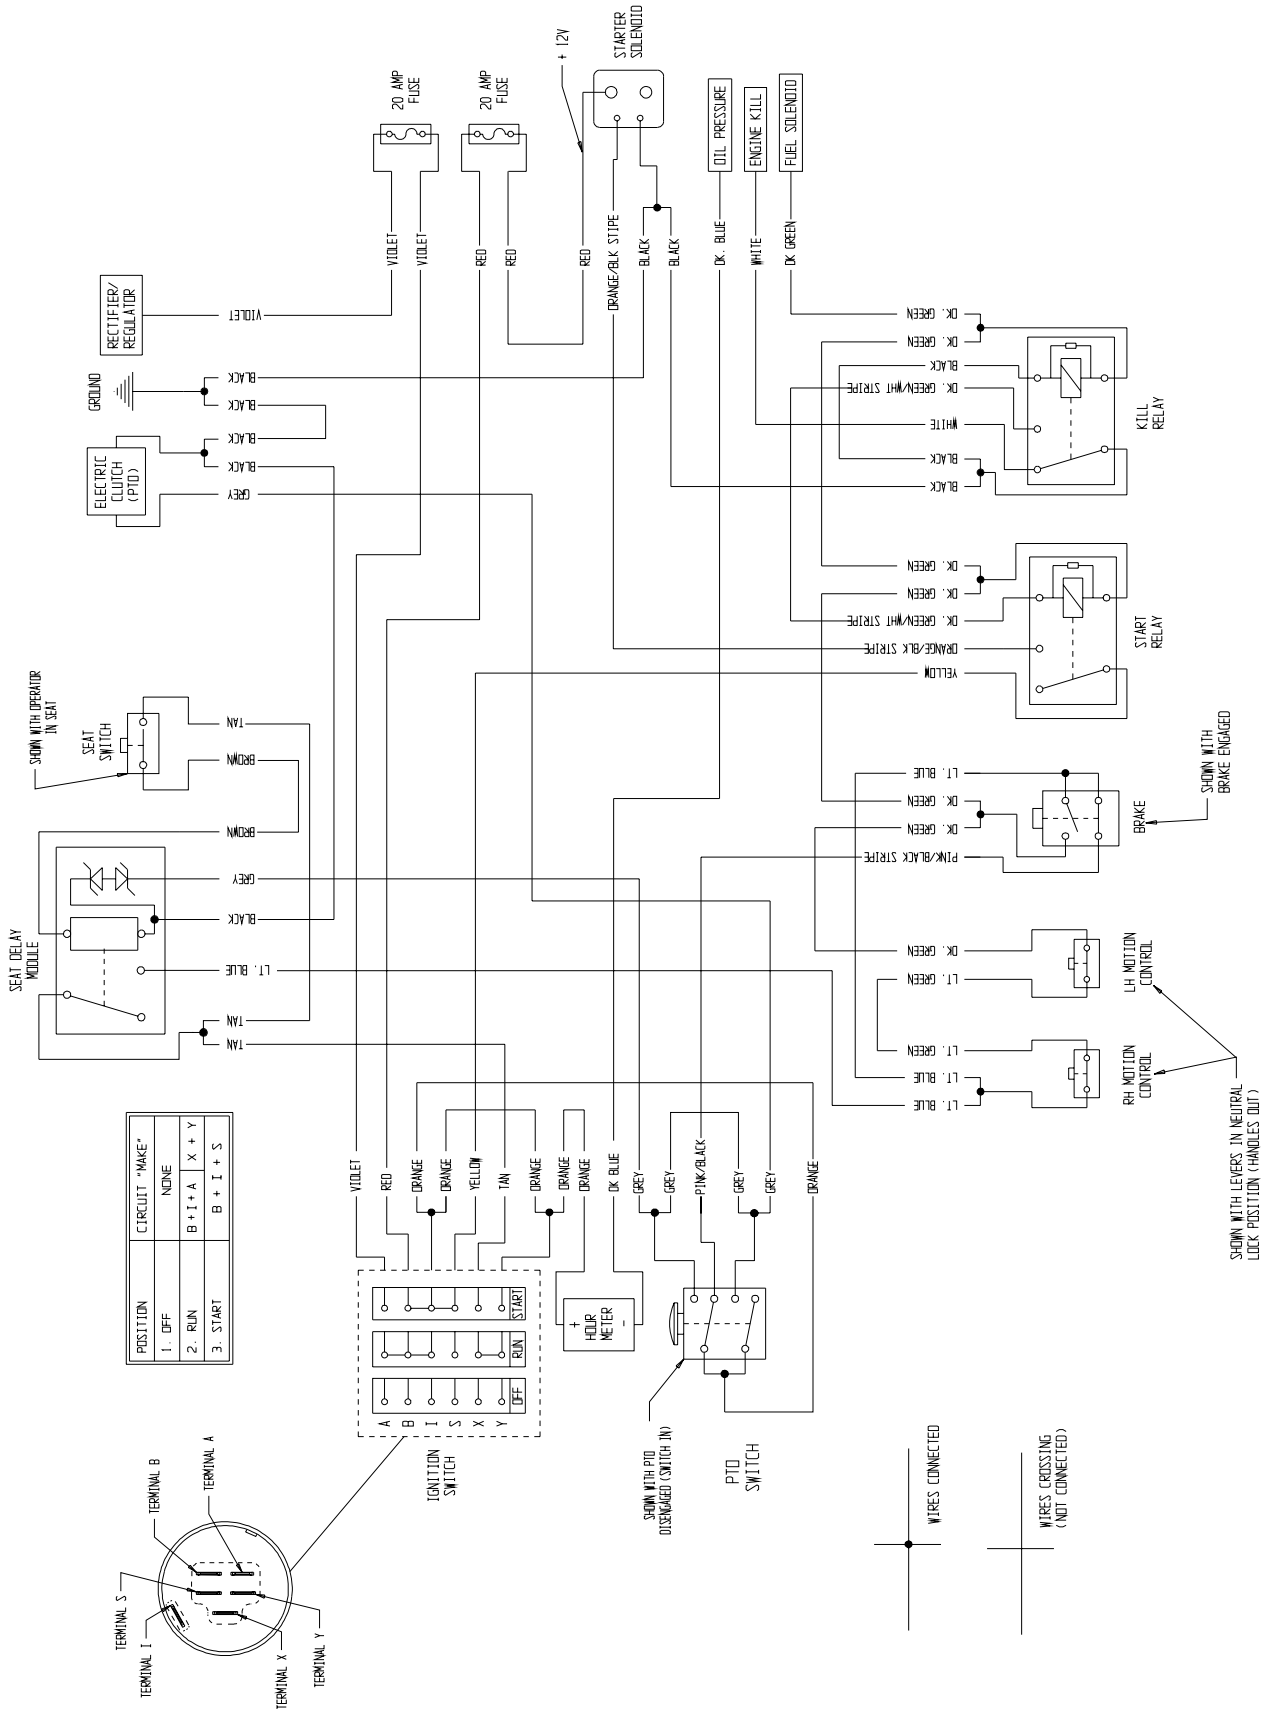 + 12V
STARTER
SOLENOID
20 AMP
FUSE
20 AMP
FUSE
OIL PRESSURE
ENGINE KILL
FUEL SOLENOID
VIOLET
VIOLET
RED
RED
RED
ORANGE/BLK STIPE
BLACK
BLACK
DK. BLUE
WHITE
DK GREEN
RECTIFIER/
REGULATOR
VIOLET
GROUND
BLACK
BLACK
BLACK
BLACK
GREY
ELECTRIC
CLUTCH
(PTO)
DK. GREEN
DK. GREEN
BLACK
DK. GREEN/WHT STRIPE
WHITE
BLACK
BLACK
KILL
RELAY
DK. GREEN
DK. GREEN
DK. GREEN/WHT STRIPE
ORANGE/BLK STRIPE
YELLOW
START
RELAY
SHOWN WITH OPERATOR
IN SEAT
SEAT
SWITCH
TAN
BROWN
BROWN
GREY
BLACK
LT. BLUE
TAN
TAN
SEAT DELAY
MODULE
LT. BLUE
DK. GREEN
DK. GREEN
PINK/BLACK STRIPE
BRAKE
SHOWN WITH
BRAKE ENGAGED
DK. GREEN
LT. GREEN
LH MOTION
CONTROL
LT. GREEN
LT. BLUE
LT. BLUE
RH MOTION
CONTROL
SHOWN WITH LEVERS IN NEUTRAL
LOCK POSITION (HANDLES OUT)
POSITION CIRCUIT "MAKE"
1. OFF NONE
2. RUN B+I+A X + Y
3. START B + I + S
VIOLET
RED
ORANGE
ORANGE
YELLOW
TAN
ORANGE
ORANGE
ORANGE
DK BLUE
GREY
GREY
PINK/BLACK
GREY
GREY
ORANGE
START
RUN
OFF
A
B
I
S
X
Y
IGNITION
SWITCH
+
HOUR
METER
-
SHOWN WITH PTO
DISENGAGED (SWITCH IN)
PTO
SWITCH
TERMINAL B
TERMINAL A
TERMINAL S
TERMINAL I
TERMINAL X
TERMINAL Y
WIRES CONNECTED
WIRES CROSSING
(NOT CONNECTED)